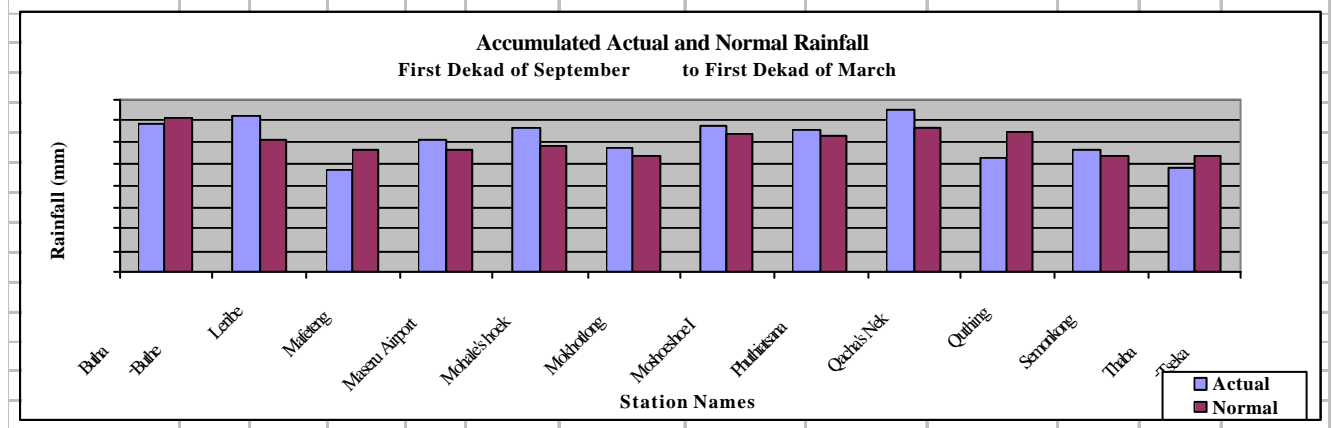 Accumulated Actual and Normal Rainfall
First Dekad of September to First Dekad of March
Rainfall (mm)
Butha
-Buthe
Leribe
Mafeteng
Maseru Airport
Mohale's hoek
Mokhotlong
Moshoeshoe I
Phuthiatsana
Qacha's Nek
Quthing
Semonkong
Thaba
-Tseka
Station Names
Actual
Normal